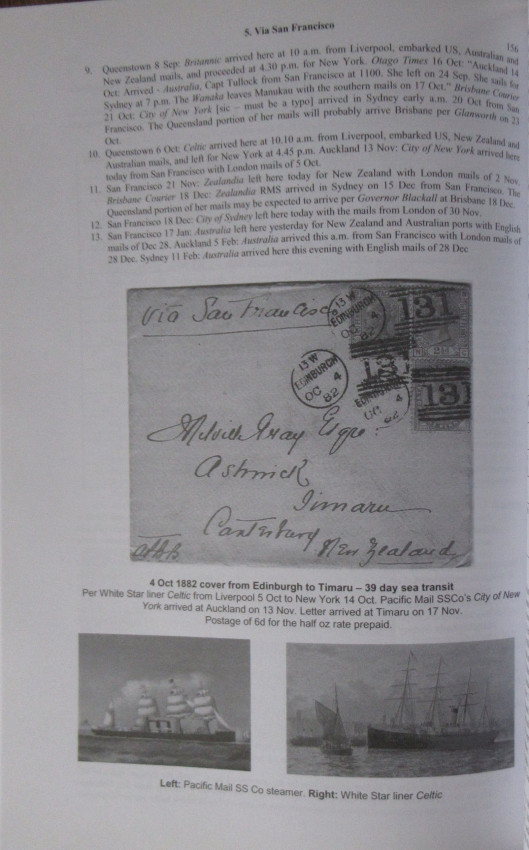 5. Via San Francisco
156
9. Queenstown 8 Sep: Britannic arrived here at 10 a.m. from Liverpool, embarked US, Australian and
New Zealand mails, and proceeded at 4.30 p.m. for New York. Otago Times 16 Oct: "Auckland 14
Oct: Arrived - Australia, Capt Tullock from San Francisco at 1100. She left on 24 Sep. She sails for
Sydney at 7 p.m. The Wanaka leaves Manukau with the southern mails on 17 Oct." Brisbane Courier
21 Oct: City of New York [sic – must be a typo] arrived in Sydney early a.m. 20 Oct from San
Francisco. The Queensland portion of her mails will probably arrive Brisbane per Glanworth on 21
Oct.
10. Queenstown 6 Oct: Celtic arrived here at 10.10 a.m. from Liverpool, embarked US, New Zealand and
Australian mails, and left for New York at 4.45 p.m. Auckland 13 Nov: City of New York arrived here
today from San Francisco with London mails of 5 Oct.
11. San Francisco 21 Nov: Zealandia left here today for New Zealand with London mails of 2 Nov.
Brisbane Courier 18 Dec: Zealandia RMS arrived in Sydney on 15 Dec from San Francisco. The
Queensland portion of her mails may be expected to arrive per Governor Blackall at Brisbane 18 Dec.
12. San Francisco 18 Dec: City of Sydney left here today with the mails from London of 30 Nov.
13. San Francisco 17 Jan: Australia left here yesterday for New Zealand and Australian ports with English
mails of Dec 28. Auckland 5 Feb: Australia arrived this a.m. from San Francisco with London mails of
28 Dec. Sydney 11 Feb: Australia arrived here this evening with English mails of 28 Dec
Via San Francisco
13 W
EDINBURGH
OC 4
82
131
13 W
EDINBURGH
OC 4
82
131
EDINBURGH
OC 4
82
131
Melville Gray Esqre.
Ashwick
Timaru
Canterbury
New Zealand
4 Oct 1882 cover from Edinburgh to Timaru – 39 day sea transit
Per White Star liner Celtic from Liverpool 5 Oct to New York 14 Oct. Pacific Mail SSCo's City of New
York arrived at Auckland on 13 Nov. Letter arrived at Timaru on 17 Nov.
Postage of 6d for the half oz rate prepaid.
Left: Pacific Mail SS Co steamer. Right: White Star liner Celtic